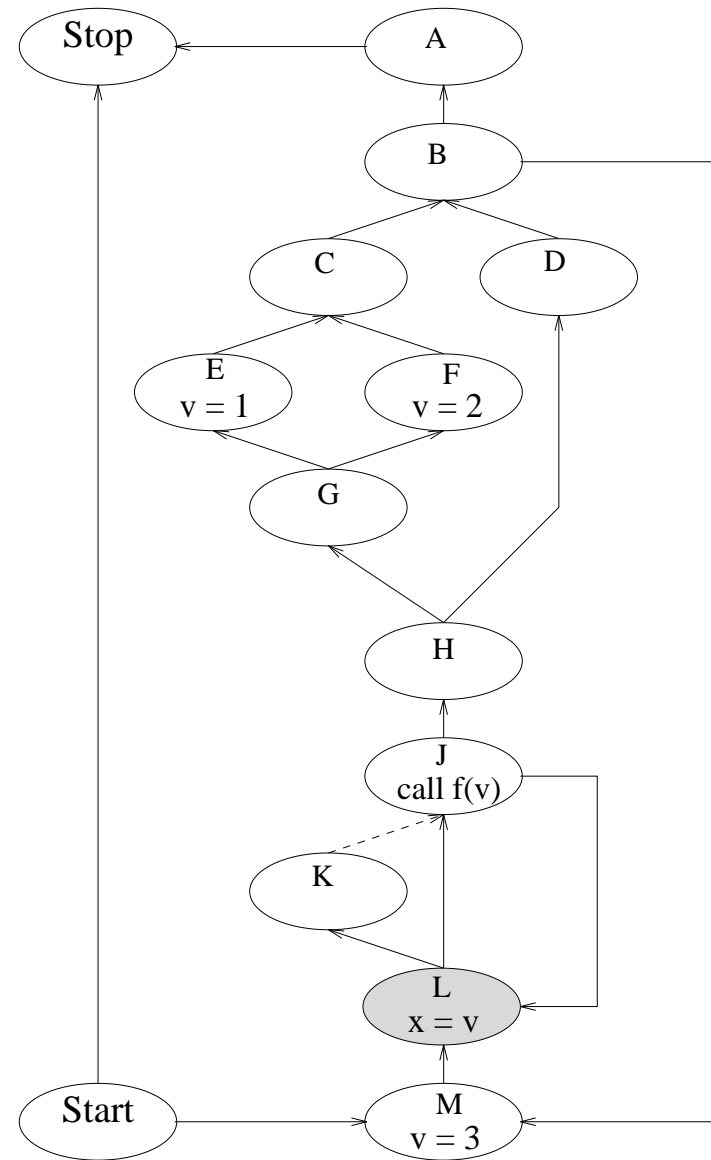 Stop
A
B
C
D
E
v = 1
F
v = 2
G
H
J
call f(v)
K
L
x = v
Start
M
v = 3